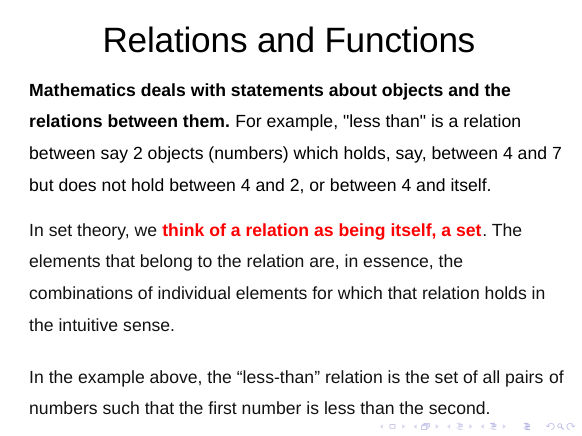 Relations and Functions
Mathematics deals with statements about objects and the
relations between them. For example, "less than" is a relation
between say 2 objects (numbers) which holds, say, between 4 and 7
but does not hold between 4 and 2, or between 4 and itself.
In set theory, we think of a relation as being itself, a set. The
elements that belong to the relation are, in essence, the
combinations of individual elements for which that relation holds in
the intuitive sense.
In the example above, the “less-than” relation is the set of all pairs of
numbers such that the first number is less than the second.